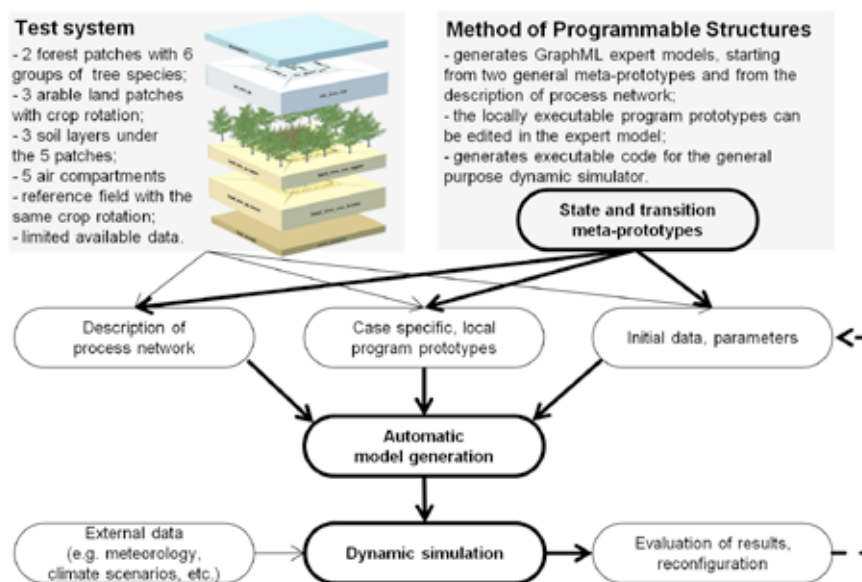 Test system
- 2 forest patches with 6
groups of tree species;
- 3 arable land patches
with crop rotation;
- 3 soil layers under
the 5 patches;
- 5 air compartments
- reference field with the
same crop rotation;
- limited available data.
Method of Programmable Structures
- generates GraphML expert models, starting
from two general meta-prototypes and from the
description of process network;
- the locally executable program prototypes can
be edited in the expert model;
- generates executable code for the general
purpose dynamic simulator.
State and transition
meta-prototypes
Description of
process network
Case specific, local
program prototypes
Initial data, parameters
Automatic
model generation
External data
(e.g. meteorology,
climate scenarios, etc.)
Dynamic simulation
Evaluation of results,
reconfiguration